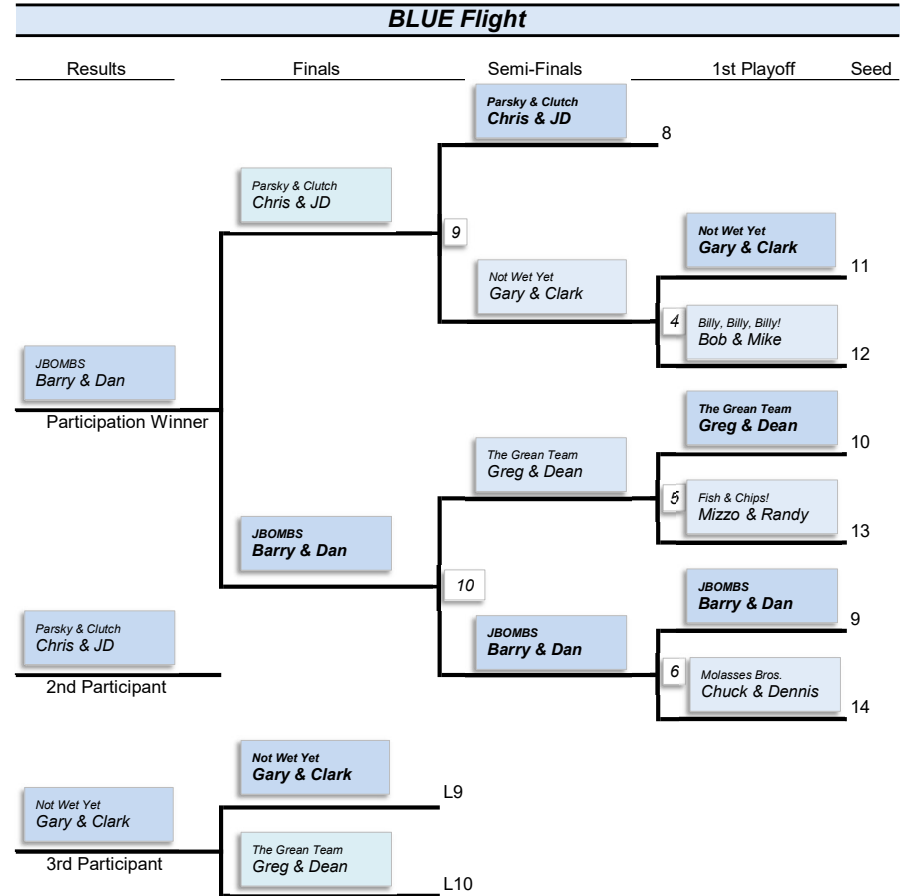 BLUE Flight
Results Finals Semi-Finals 1st Playoff Seed
Parsky & Clutch
Chris & JD
8
Parsky & Clutch
Chris & JD
9
Not Wet Yet
Gary & Clark
11
Not Wet Yet
Gary & Clark
4
Billy, Billy, Billy!
Bob & Mike
12
JBOMBS
Barry & Dan
Participation Winner
The Grean Team
Greg & Dean
10
The Grean Team
Greg & Dean
5
Fish & Chips!
Mizzo & Randy
13
JBOMBS
Barry & Dan
10
JBOMBS
Barry & Dan
9
JBOMBS
Barry & Dan
6
Molasses Bros.
Chuck & Dennis
14
Parsky & Clutch
Chris & JD
2nd Participant
Not Wet Yet
Gary & Clark
L9
Not Wet Yet
Gary & Clark
3rd Participant
The Grean Team
Greg & Dean
L10